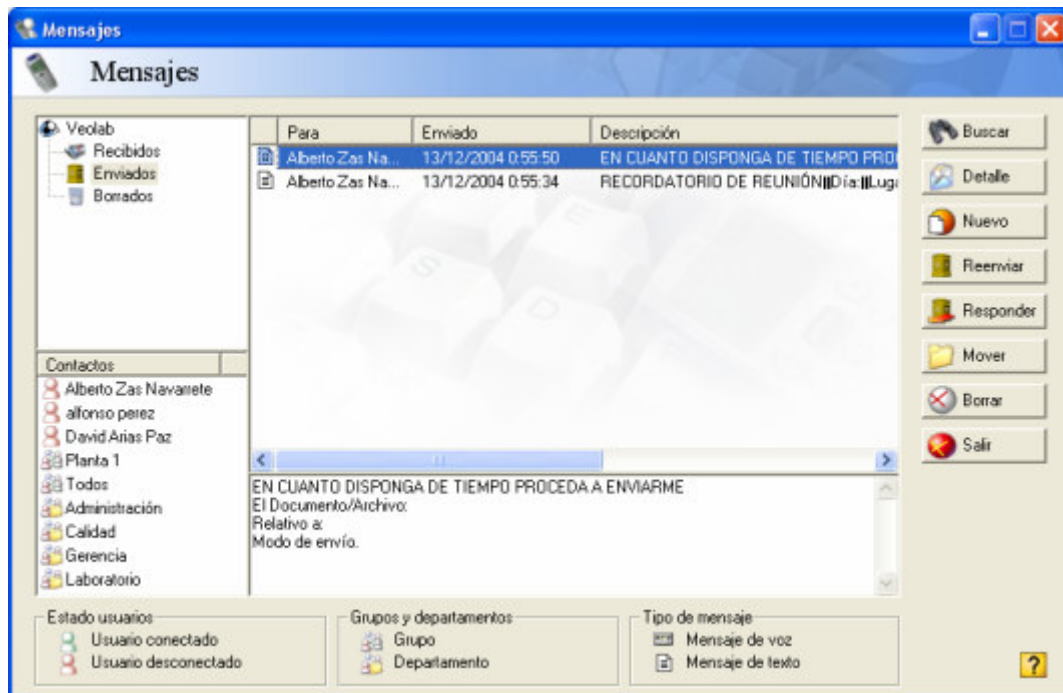 Mensajes
Mensajes
Veolab
Recibidos
Enviados
Borrados
Para Enviado Descripción
Alberto Zas Na... 13/12/2004 0:55:50 EN CUANTO DISPONGA DE TIEMPO PRO
Alberto Zas Na... 13/12/2004 0:55:34 RECORDATORIO DE REUNIÓN||Día:||Luga
Contactos
Alberto Zas Navarrete
alfonso perez
David Arias Paz
Planta 1
Todos
Administración
Calidad
Gerencia
Laboratorio
EN CUANTO DISPONGA DE TIEMPO PROCEDA A ENVIARME
El Documento/Archivo:
Relativo a:
Modo de envío.
Buscar
Detalle
Nuevo
Reenviar
Responder
Mover
Borrar
Salir
Estado usuarios
Usuario conectado
Usuario desconectado
Grupos y departamentos
Grupo
Departamento
Tipo de mensaje
Mensaje de voz
Mensaje de texto
?